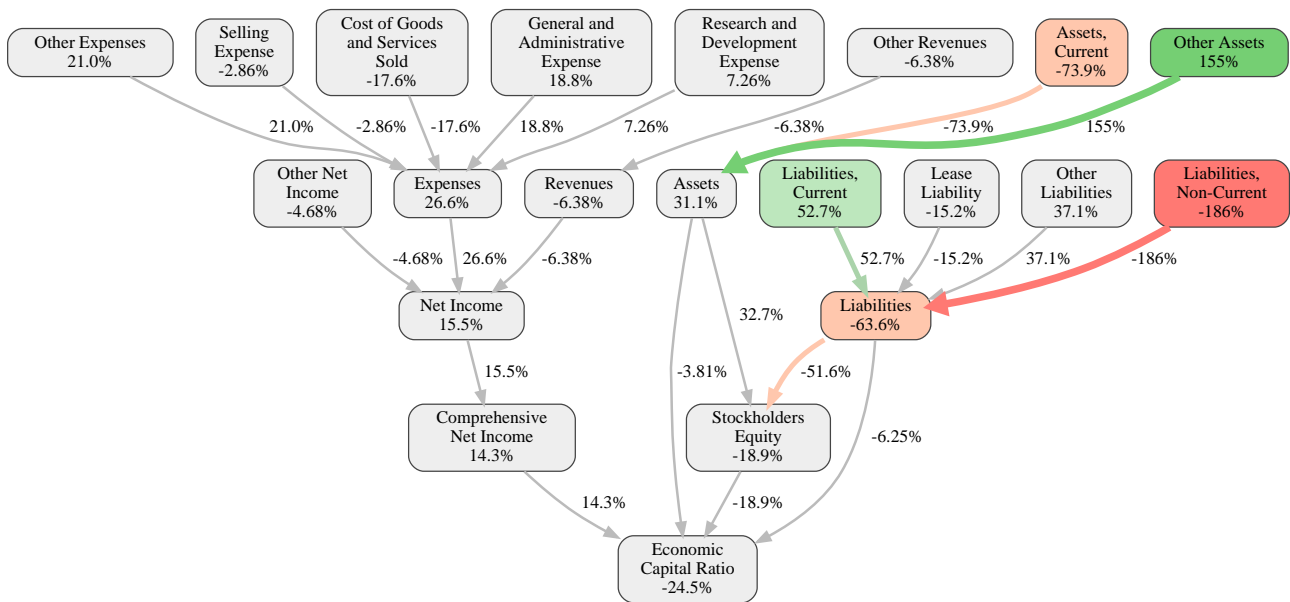 Other Expenses
21.0%
Selling
Expense
-2.86%
Cost of Goods
and Services
Sold
-17.6%
General and
Administrative
Expense
18.8%
Research and
Development
Expense
7.26%
Other Revenues
-6.38%
Assets,
Current
-73.9%
Other Assets
155%
21.0%
-2.86%
-17.6%
18.8%
7.26%
-6.38%
-73.9%
155%
Other Net
Income
-4.68%
Expenses
26.6%
Revenues
-6.38%
Assets
31.1%
Liabilities,
Current
52.7%
Lease
Liability
-15.2%
Other
Liabilities
37.1%
Liabilities,
Non-Current
-186%
-4.68%
26.6%
-6.38%
52.7%
-15.2%
37.1%
-186%
Net Income
15.5%
32.7%
Liabilities
-63.6%
15.5%
-3.81%
-51.6%
Comprehensive
Net Income
14.3%
Stockholders
Equity
-18.9%
-6.25%
14.3%
-18.9%
Economic
Capital Ratio
-24.5%